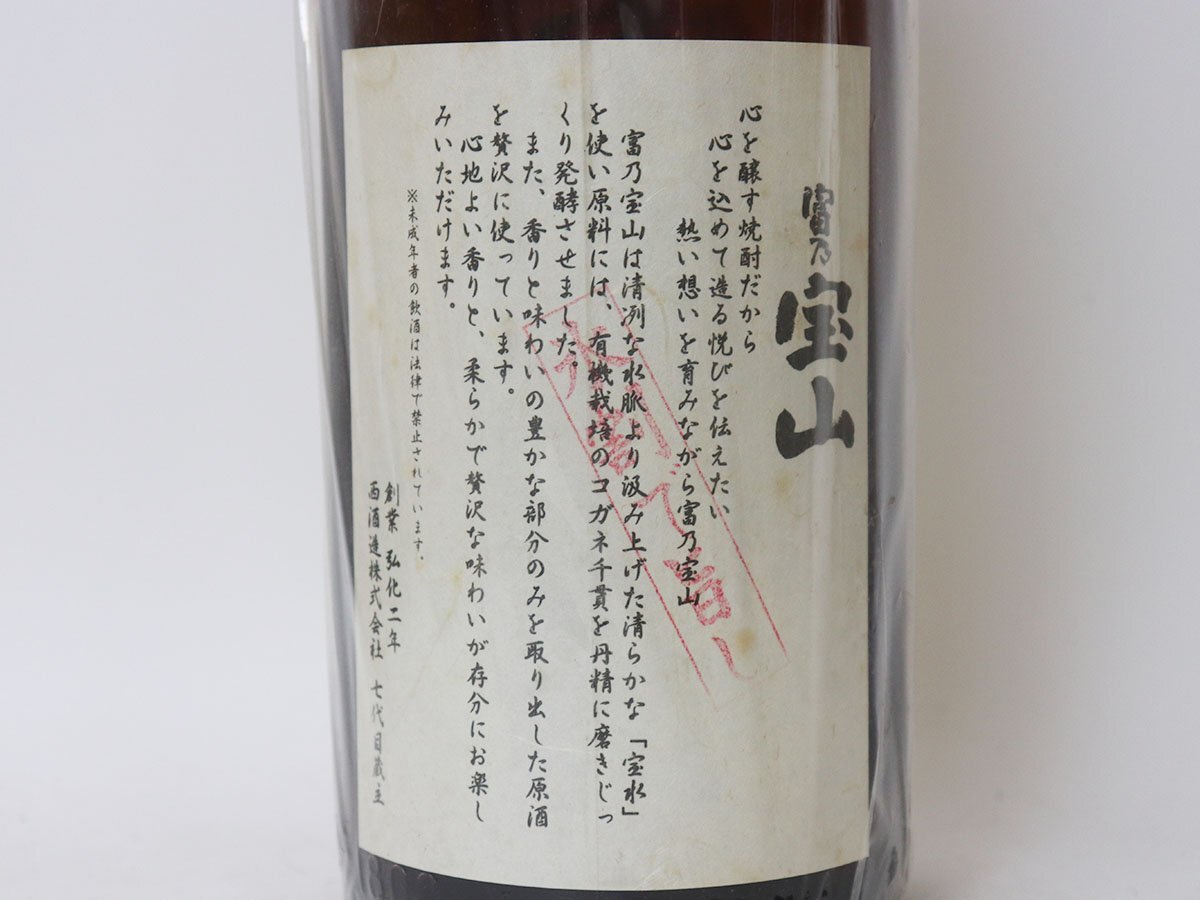 富乃宝山
心を醸す焼酎だから
心を込めて造る悦びを伝えたい
熱い想いを育みながら富乃宝山
富乃宝山は清冽な水脈より汲み上げた清らかな「宝水」
を使い原料には、有機栽培のコガネ千貫を丹精に磨きじっ
くり発酵させました。
また、香りと味わいの豊かな部分のみを取り出した原酒
を贅沢に使っています。
心地よい香りと、柔らかで贅沢な味わいが存分にお楽し
みいただけます。
※未成年者の飲酒は法律で禁止されています。
創業 弘化二年
西酒造株式会社 七代目蔵主
氷割で旨し